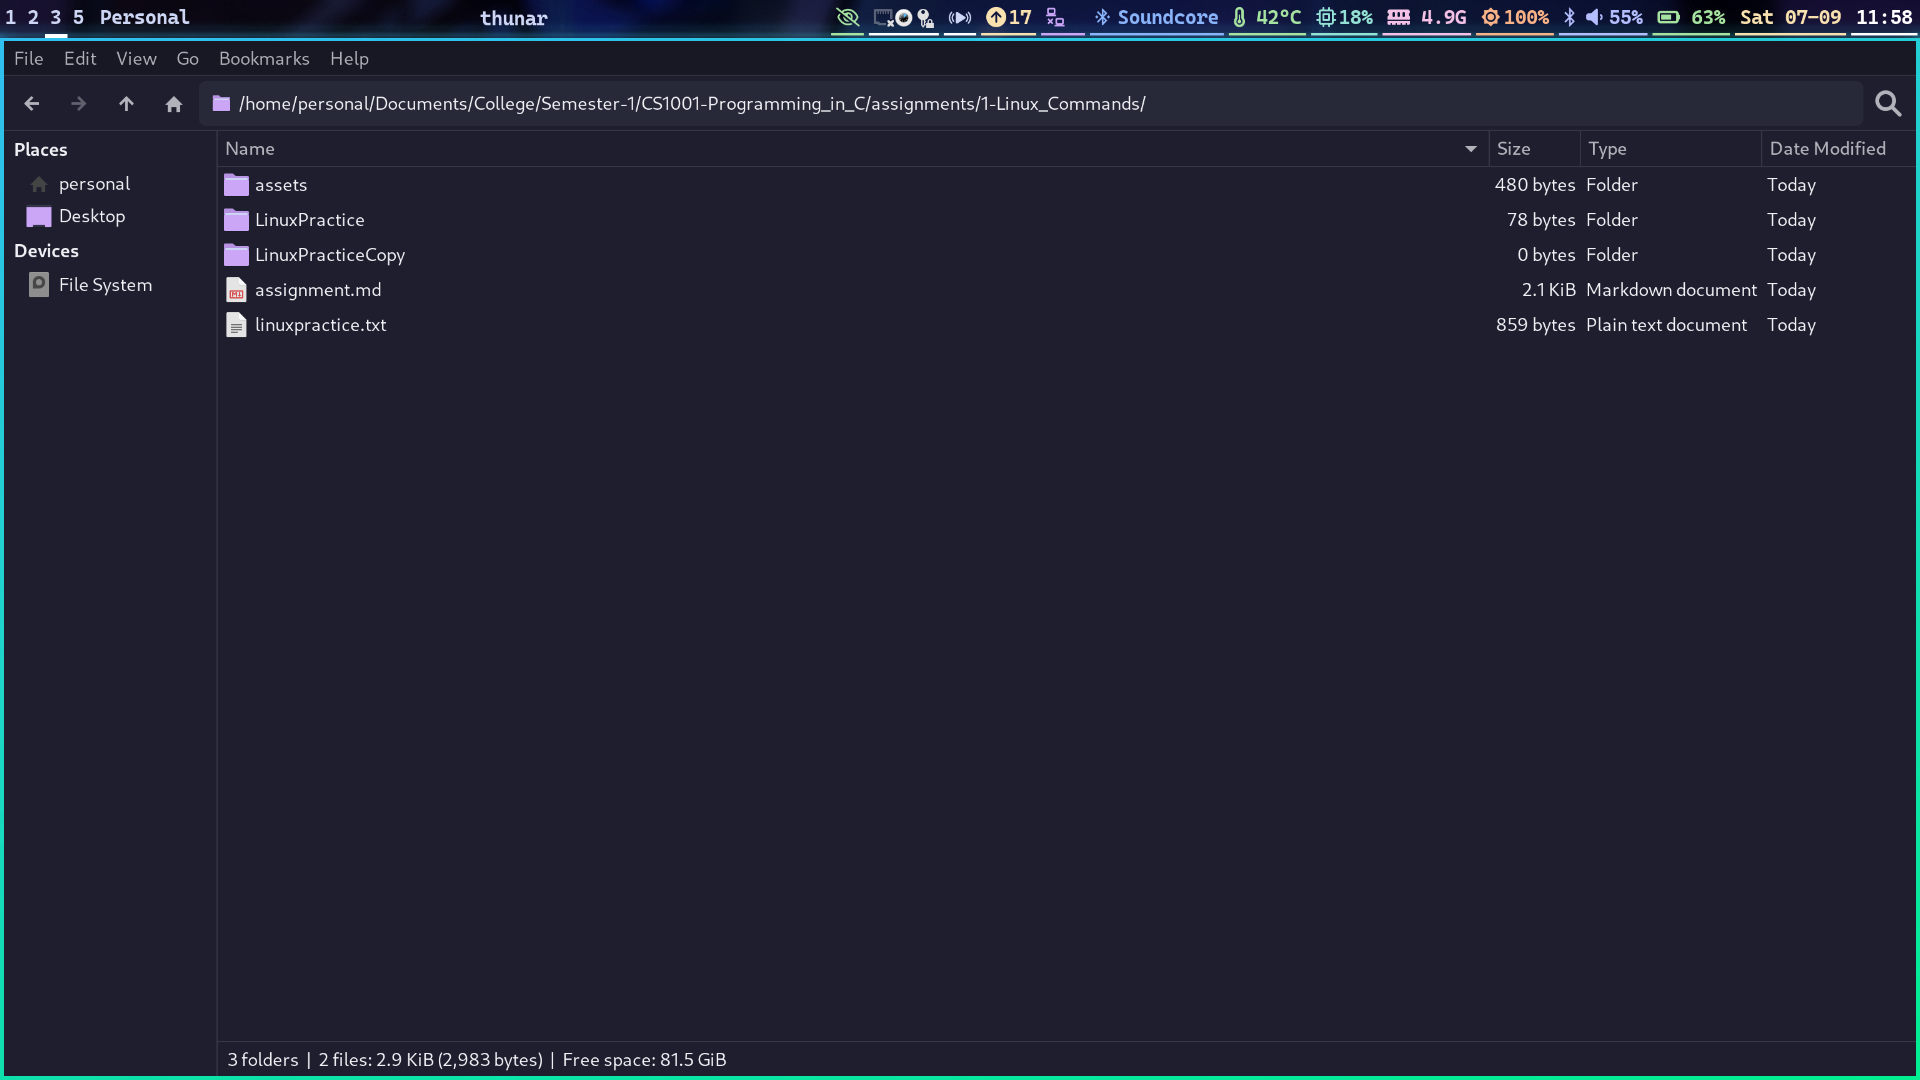 1 2 3 5 Personal thunar 17 Soundcore 42°C 18% 4.9G 100% 55% 63% Sat 07-09 11:58
File Edit View Go Bookmarks Help
/home/personal/Documents/College/Semester-1/CS1001-Programming_in_C/assignments/1-Linux_Commands/
Places
personal
Desktop
Devices
File System
Name Size Type Date Modified
assets 480 bytes Folder Today
LinuxPractice 78 bytes Folder Today
LinuxPracticeCopy 0 bytes Folder Today
assignment.md 2.1 KiB Markdown document Today
linuxpractice.txt 859 bytes Plain text document Today
3 folders | 2 files: 2.9 KiB (2,983 bytes) | Free space: 81.5 GiB